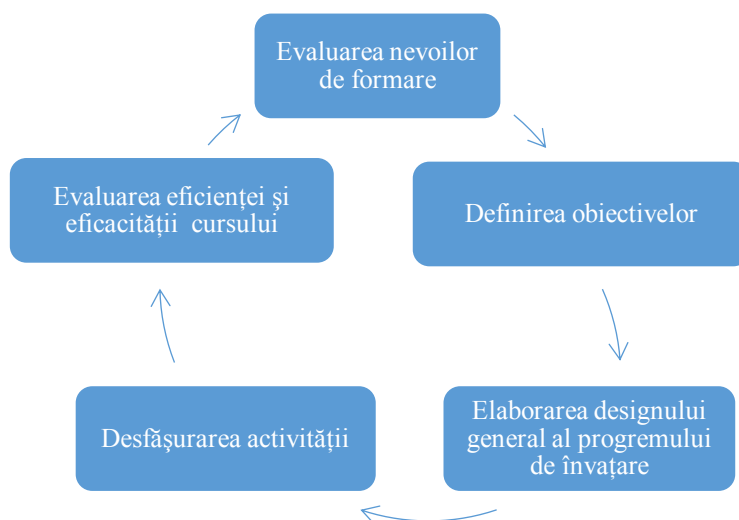 Evaluarea nevoilor
de formare
Definirea obiectivelor
Elaborarea designului
general al progremului
de învațare
Desfăşurarea activității
Evaluarea eficienței şi
eficacității cursului